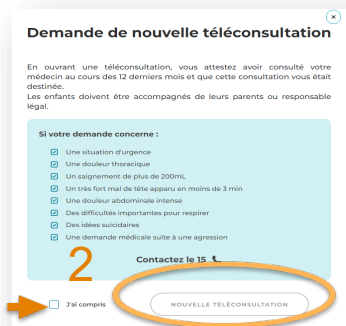 Demande de nouvelle téléconsultation
En ouvrant une téléconsultation, vous attestez avoir consulté votre
médecin au cours des 12 derniers mois et que cette consultation vous était
destinée.
Les enfants doivent être accompagnés de leurs parents ou responsable
légal.
Si votre demande concerne :
Une situation d'urgence
Une douleur thoracique
Un saignement de plus de 200mL
Un très fort mal de tête apparu en moins de 3 min
Une douleur abdominale intense
Des difficultés importantes pour respirer
Des idées suicidaires
Une demande médicale suite à une agression
2
Contactez le 15
J'ai compris
NOUVELLE TÉLÉCONSULTATION